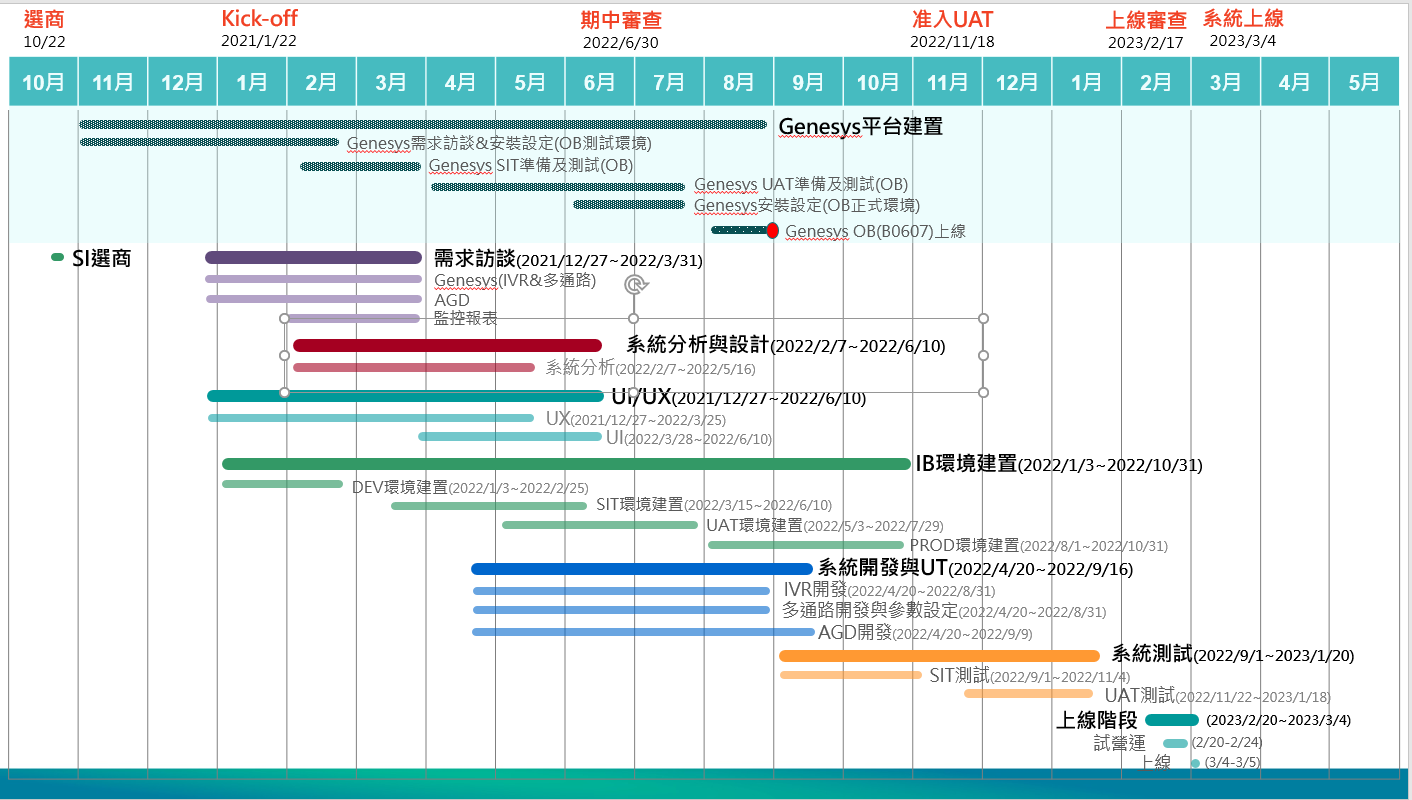 選商
10/22
Kick-off
2021/1/22
期中審查
2022/6/30
准入UAT
2022/11/18
上線審查
2023/2/17
系統上線
2023/3/4
10月 11月 12月 1月 2月 3月 4月 5月 6月 7月 8月 9月 10月 11月 12月 1月 2月 3月 4月 5月
Genesys平台建置
Genesys需求訪談&安裝設定(OB測試環境)
Genesys SIT準備及測試(OB)
Genesys UAT準備及測試(OB)
Genesys安裝設定(OB正式環境)
Genesys OB(B0607)上線
SI選商
需求訪談(2021/12/27~2022/3/31)
Genesys(IVR&多通路)
AGD
監控報表
系統分析與設計(2022/2/7~2022/6/10)
系統分析(2022/2/7~2022/5/16)
UI/UX(2021/12/27~2022/6/10)
UX(2021/12/27~2022/3/25)
UI(2022/3/28~2022/6/10)
IB環境建置(2022/1/3~2022/10/31)
DEV環境建置(2022/1/3~2022/2/25)
SIT環境建置(2022/3/15~2022/6/10)
UAT環境建置(2022/5/3~2022/7/29)
PROD環境建置(2022/8/1~2022/10/31)
系統開發與UT(2022/4/20~2022/9/16)
IVR開發(2022/4/20~2022/8/31)
多通路開發與參數設定(2022/4/20~2022/8/31)
AGD開發(2022/4/20~2022/9/9)
系統測試(2022/9/1~2023/1/20)
SIT測試(2022/9/1~2022/11/4)
UAT測試(2022/11/22~2023/1/18)
上線階段 (2023/2/20~2023/3/4)
試營運 (2/20-2/24)
上線 (3/4-3/5)